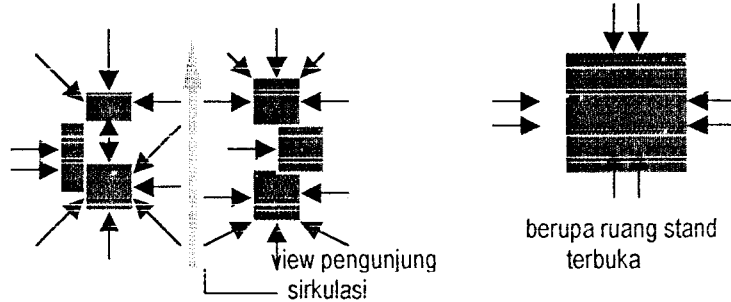 view pengunjung
sirkulasi
berupa ruang stand
terbuka